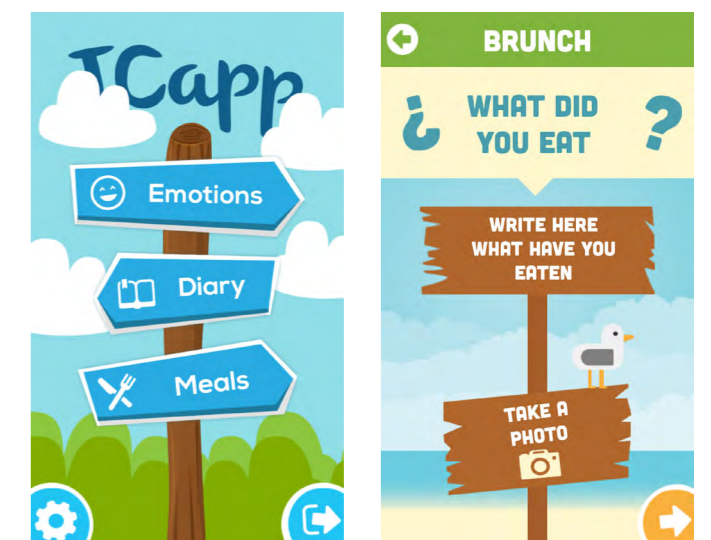 TCapp
Emotions
Diary
Meals
BRUNCH
¿ WHAT DID ?
YOU EAT
WRITE HERE
WHAT HAVE YOU
EATEN
TAKE A
PHOTO